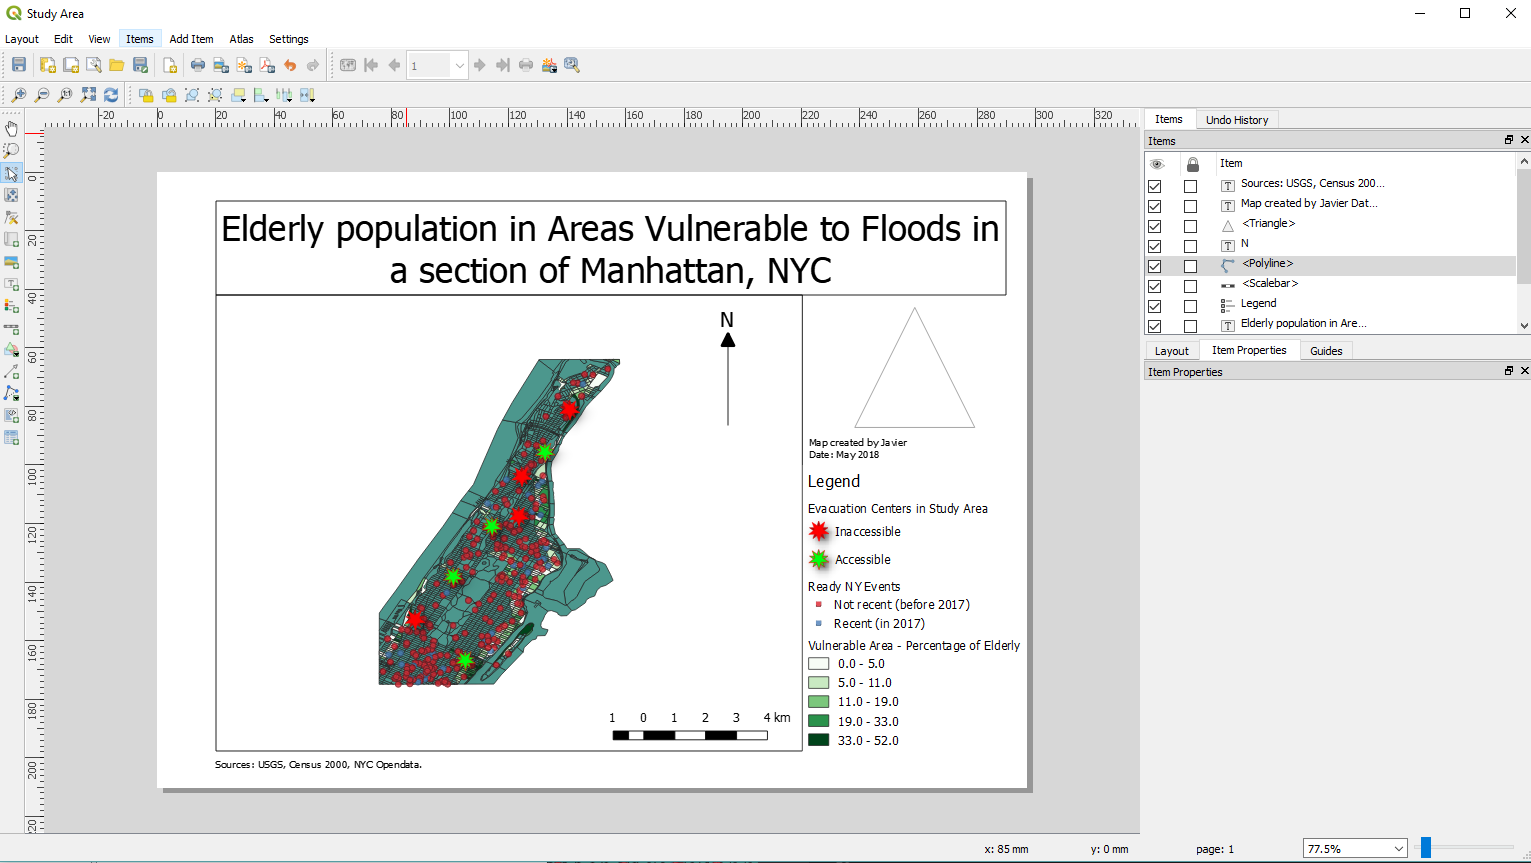 Study Area
Layout Edit View Items Add Item Atlas Settings
1
-20 0 20 40 60 80 100 120 140 160 180 200 220 240 260 280 300 320
0
20
40
60
80
100
120
140
160
180
200
220
Elderly population in Areas Vulnerable to Floods in
a section of Manhattan, NYC
N
Map created by Javier
Date: May 2018
Legend
Evacuation Centers in Study Area
Inaccessible
Accessible
Ready NY Events
Not recent (before 2017)
Recent (in 2017)
Vulnerable Area - Percentage of Elderly
0.0 - 5.0
5.0 - 11.0
11.0 - 19.0
19.0 - 33.0
33.0 - 52.0
1 0 1 2 3 4 km
Sources: USGS, Census 2000, NYC Opendata.
Items Undo History
Items
Item
Sources: USGS, Census 200...
Map created by Javier Dat...
<Triangle>
N
<Polyline>
<Scalebar>
Legend
Elderly population in Are...
Layout Item Properties Guides
Item Properties
x: 85 mm y: 0 mm page: 1 77.5%